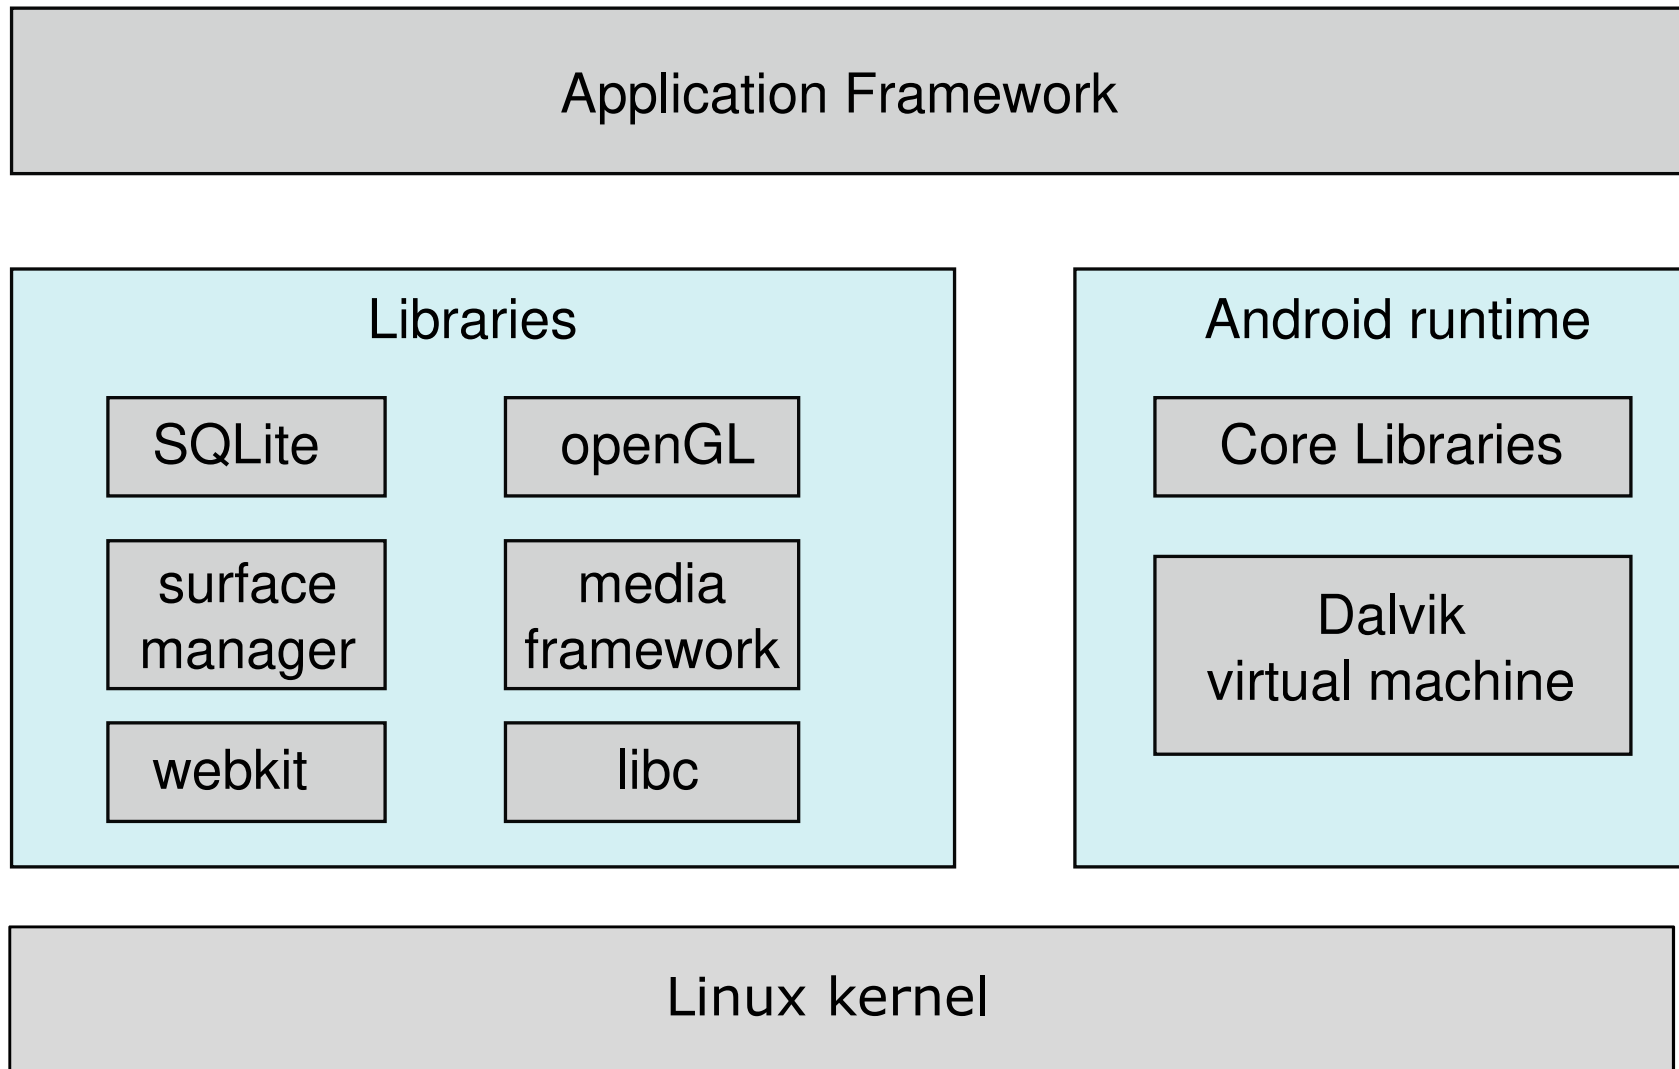 Application Framework
Libraries
SQLite
openGL
surface
manager
media
framework
webkit
libc
Android runtime
Core Libraries
Dalvik
virtual machine
Linux kernel